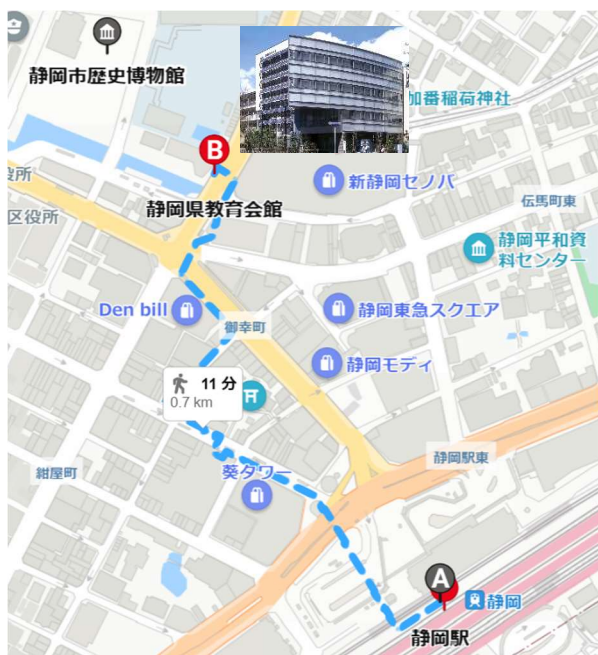 静岡市歴史博物館
加番稲荷神社
B
役所
新静岡セノバ
静岡県教育会館
区役所
伝馬町東
静岡平和資
料センター
Den bill
静岡東急スクエア
御幸町
静岡モディ
11 分
0.7 km
静岡駅東
紺屋町
葵タワー
A
静岡
静岡駅